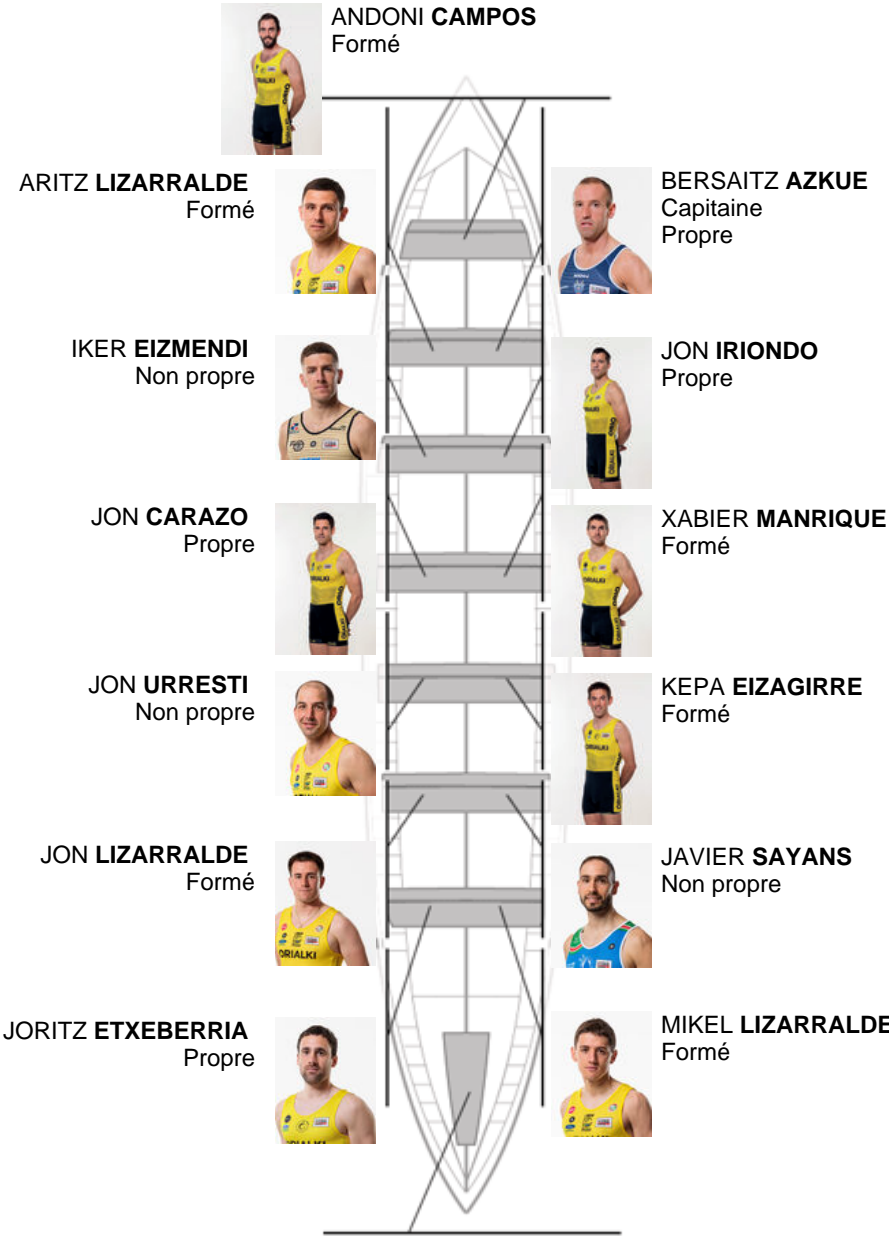 ANDONI CAMPOS
Formé
ARITZ LIZARRALDE
Formé
BERSAITZ AZKUE
Capitaine
Propre
IKER EIZMENDI
Non propre
JON IRIONDO
Propre
JON CARAZO
Propre
XABIER MANRIQUE
Formé
JON URRESTI
Non propre
KEPA EIZAGIRRE
Formé
JON LIZARRALDE
Formé
JAVIER SAYANS
Non propre
JORITZ ETXEBERRIA
Propre
MIKEL LIZARRALDE
Formé